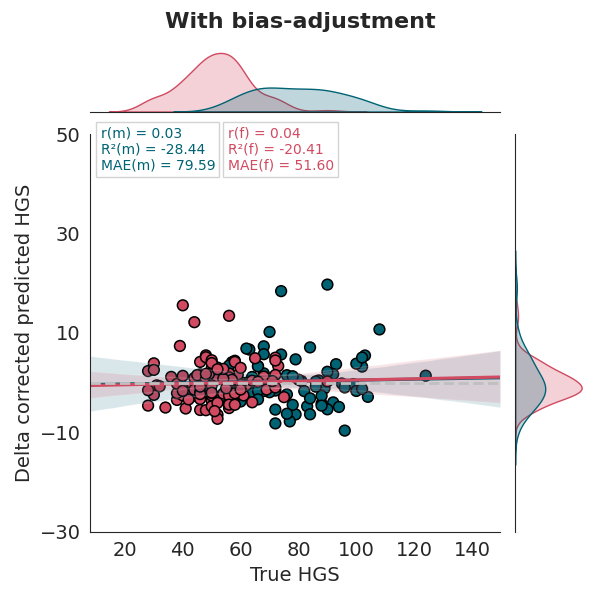 With bias-adjustment
r(m) = 0.03
R²(m) = -28.44
MAE(m) = 79.59
r(f) = 0.04
R²(f) = -20.41
MAE(f) = 51.60
Delta corrected predicted HGS
50
30
10
−10
−30
20 40 60 80 100 120 140
True HGS